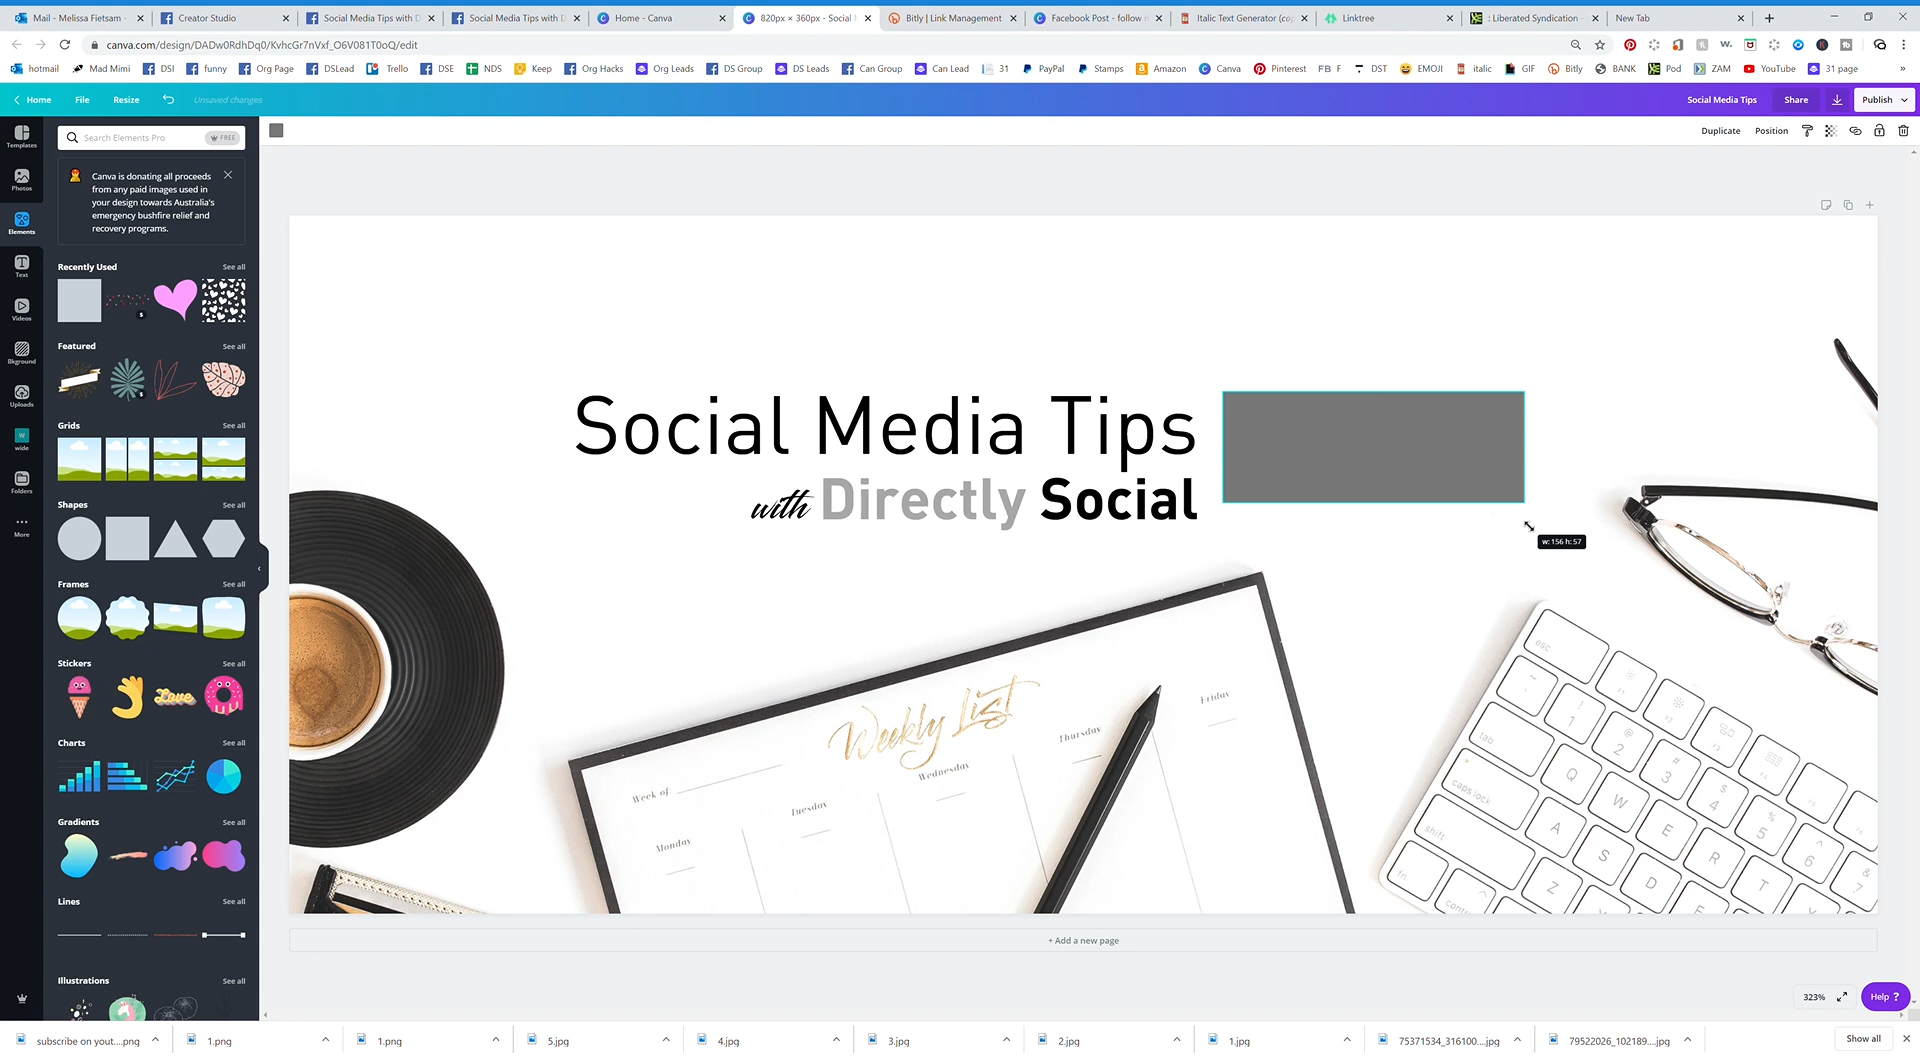 Mail - Melissa Fietsam -
Creator Studio
Social Media Tips with D
Social Media Tips with D
Home - Canva
820px × 360px - Social M
Bitly | Link Management
Facebook Post - follow m
Italic Text Generator (cop
Linktree
: Liberated Syndication -
New Tab
canva.com/design/DADw0RdhDq0/KvhcGr7nVxf_O6V081T0oQ/edit
hotmail Mad Mimi DSI funny Org Page DSLead Trello DSE NDS Keep Org Hacks Org Leads DS Group DS Leads Can Group Can Lead 31 PayPal Stamps Amazon Canva Pinterest FB F DST EMOJI italic GIF Bitly BANK Pod ZAM YouTube 31 page
Home File Resize Unsaved changes Social Media Tips Share Publish
Search Elements Pro FREE
Duplicate Position
Templates
Photos
Elements
Text
Videos
Bkground
Uploads
wide
Folders
More
Canva is donating all proceeds
from any paid images used in
your design towards Australia's
emergency bushfire relief and
recovery programs.
Recently Used See all
Featured See all
Grids See all
Shapes See all
Frames See all
Stickers See all
Love
Charts See all
Gradients See all
Lines See all
Illustrations See all
Social Media Tips
with Directly Social
w: 156 h: 57
Weekly List
Week of:
Monday
Tuesday
Wednesday
Thursday
Friday
esc
tab
caps lock
shift
fn
Q W E R T
A S D F
Z
+ Add a new page
323%
Help ?
subscribe on yout....png
1.png
1.png
5.jpg
4.jpg
3.jpg
2.jpg
1.jpg
75371534_316100....jpg
79522026_102189....jpg
Show all